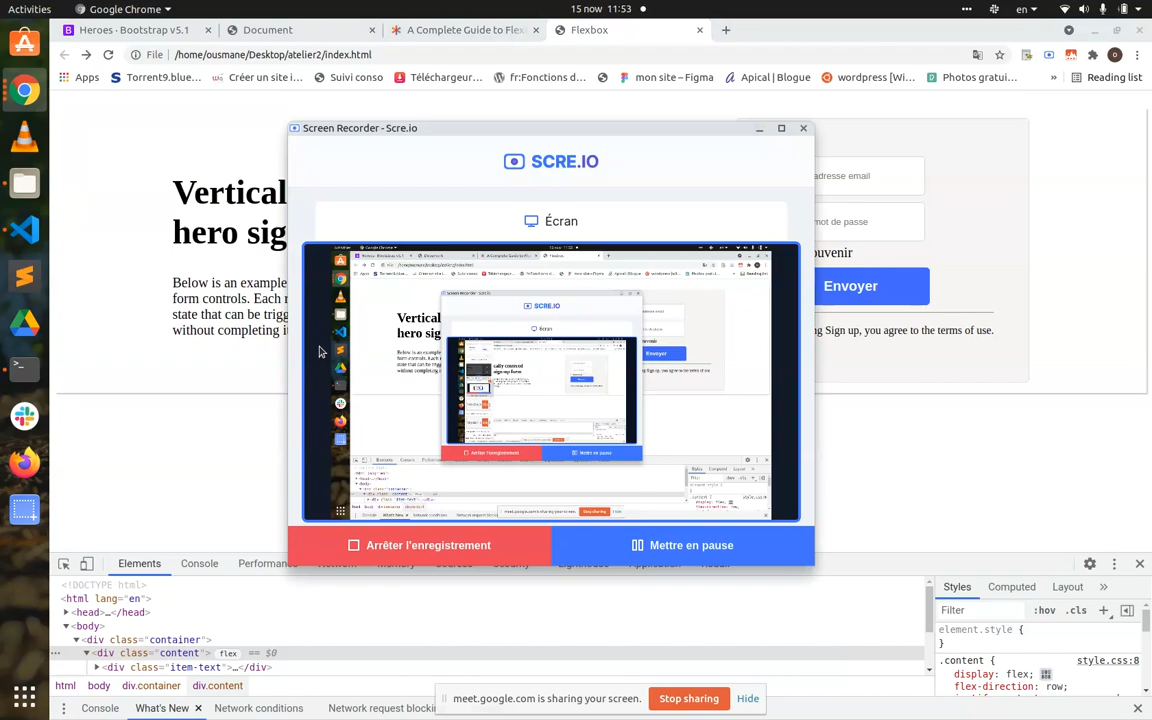 Activities Google Chrome 15 nov 11:53 en
Heroes · Bootstrap v5.1 Document A Complete Guide to Flex Flexbox
File /home/ousmane/Desktop/atelier2/index.html
Apps Torrent9.blue... Créer un site i... Suivi conso Téléchargeur... fr:Fonctions d... mon site – Figma Apical | Blogue wordpress [Wi... Photos gratui... » Reading list
Screen Recorder - Scre.io
SCRE.IO
Écran
Vertical
hero sig
Below is an example
form controls. Each
state that can be trigg
without completing it
adresse email
mot de passe
ouvenir
Envoyer
ng Sign up, you agree to the terms of use.
Arrêter l'enregistrement Mettre en pause
Elements Console Performance
<!DOCTYPE html>
<html lang="en">
<head>…</head>
<body>
<div class="container">
<div class="content"> flex == $0
<div class="item-text">…</div>
html body div.container div.content
Styles Computed Layout »
Filter :hov .cls +
element.style {
}
.content { style.css:8
display: flex;
flex-direction: row;
meet.google.com is sharing your screen. Stop sharing Hide
Console What's New Network conditions Network request blockin